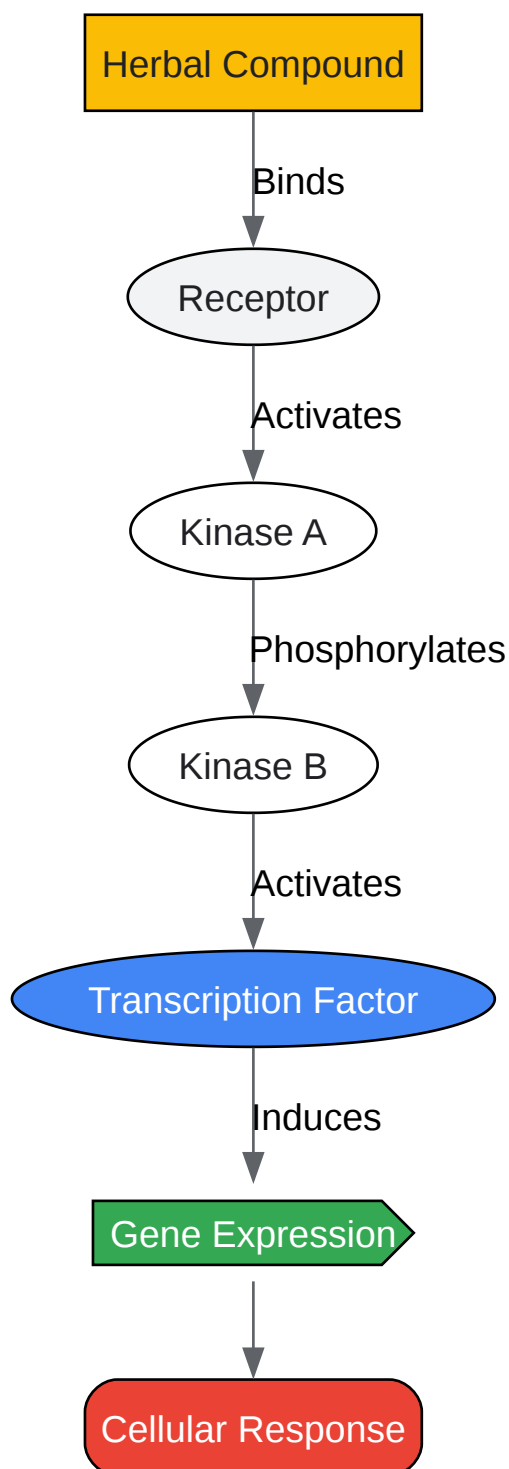 Herbal Compound
Binds
Receptor
Activates
Kinase A
Phosphorylates
Kinase B
Activates
Transcription Factor
Induces
Gene Expression
Cellular Response